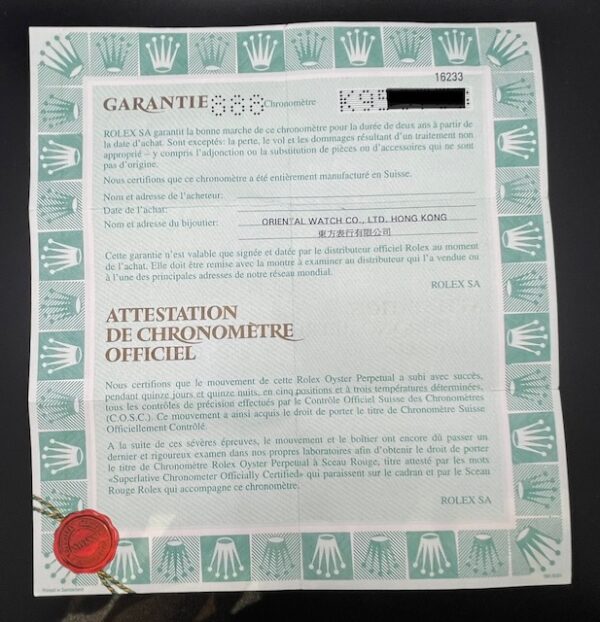 16233
GARANTIE 888 Chronomètre K95
ROLEX SA garantit la bonne marche de ce chronomètre pour la durée de deux ans à partir de
la date d'achat. Sont exceptés: la perte, le vol et les dommages résultant d'un traitement non
approprié – y compris l'adjonction ou la substitution de pièces ou d'accessoires qui ne sont
pas d'origine.
Nous certifions que ce chronomètre a été entièrement manufacturé en Suisse.
Nom et adresse de l'acheteur:
Date de l'achat:
Nom et adresse du bijoutier: ORIENTAL WATCH CO., LTD. HONG KONG
東方表行有限公司
Cette garantie n'est valable que signée et datée par le distributeur officiel Rolex au moment
de l'achat. Elle doit être remise avec la montre à examiner au distributeur qui l'a vendue ou
à l'une des principales adresses de notre réseau mondial.
ROLEX SA
ATTESTATION
DE CHRONOMÈTRE
OFFICIEL
Nous certifions que le mouvement de cette Rolex Oyster Perpetual a subi avec succès,
pendant quinze jours et quinze nuits, en cinq positions et à trois températures déterminées,
tous les contrôles de précision effectués par le Contrôle Officiel Suisse des Chronomètres
(C.O.S.C.). Ce mouvement a ainsi acquis le droit de porter le titre de Chronomètre Suisse
Officiellement Contrôlé.
A la suite de ces sévères épreuves, le mouvement et le boîtier ont encore dû passer un
dernier et rigoureux examen dans nos propres laboratoires afin d'obtenir le droit de porter
le titre de Chronomètre Rolex Oyster Perpetual à Sceau Rouge, titre attesté par les mots
«Superlative Chronometer Officially Certified» qui paraissent sur le cadran et par le Sceau
Rouge Rolex qui accompagne ce chronomètre.
ROLEX SA
Printed in Switzerland